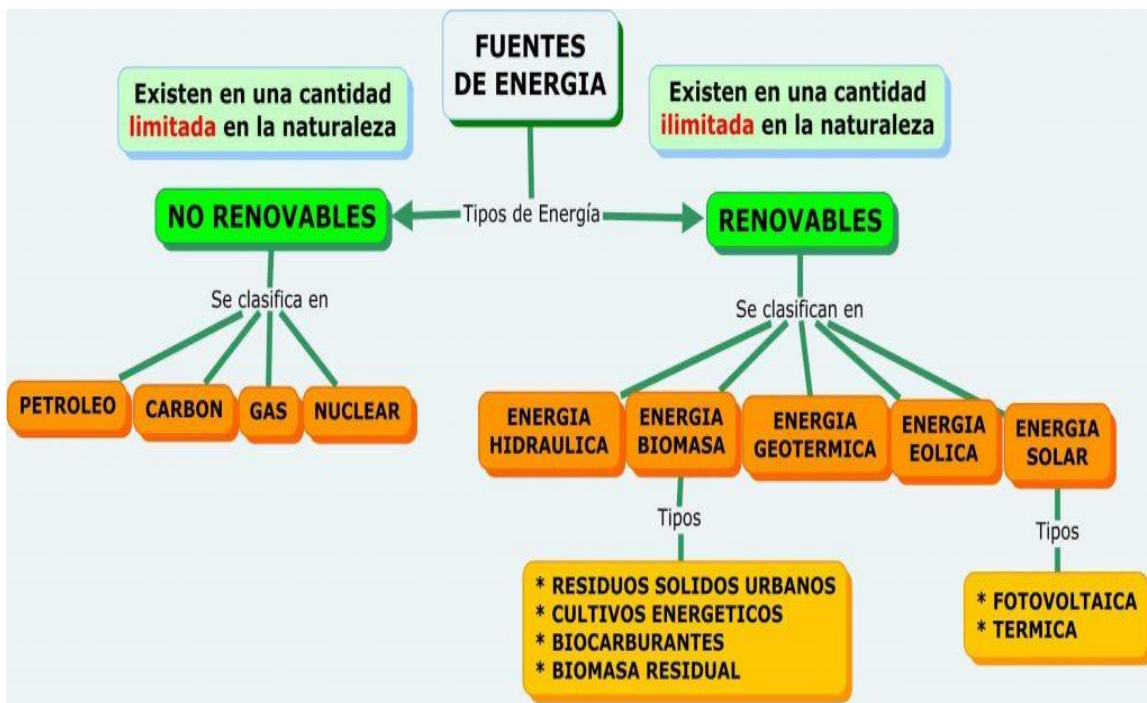 FUENTES
DE ENERGIA
Existen en una cantidad
limitada en la naturaleza
Existen en una cantidad
ilimitada en la naturaleza
Tipos de Energía
NO RENOVABLES
RENOVABLES
Se clasifica en
Se clasifican en
PETROLEO
CARBON
GAS
NUCLEAR
ENERGIA
HIDRAULICA
ENERGIA
BIOMASA
ENERGIA
GEOTERMICA
ENERGIA
EOLICA
ENERGIA
SOLAR
Tipos
Tipos
* RESIDUOS SOLIDOS URBANOS
* CULTIVOS ENERGETICOS
* BIOCARBURANTES
* BIOMASA RESIDUAL
* FOTOVOLTAICA
* TERMICA